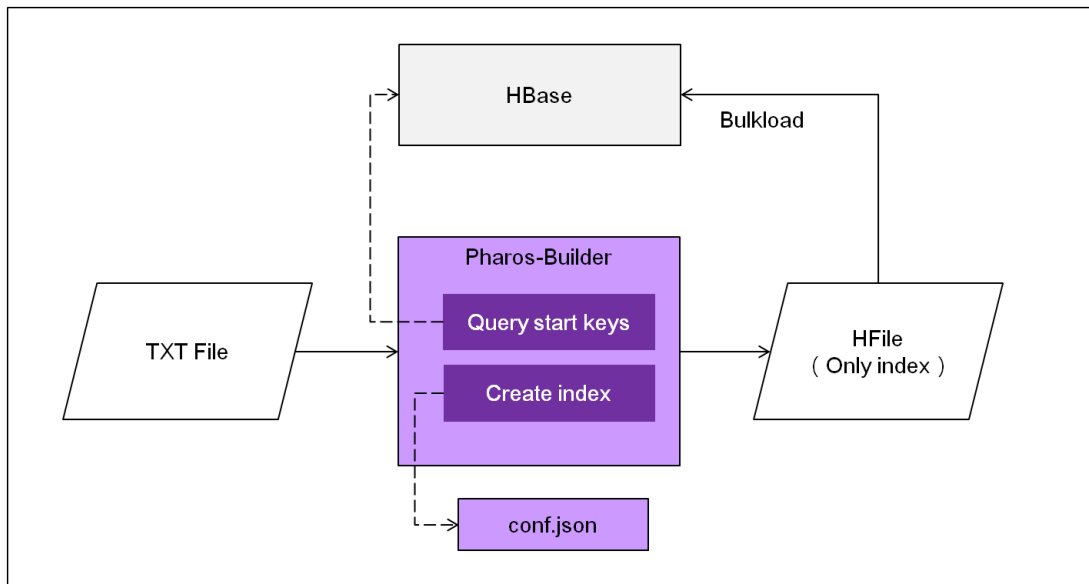 HBase
Bulkload
Pharos-Builder
Query start keys
TXT File
HFile
( Only index )
Create index
conf.json